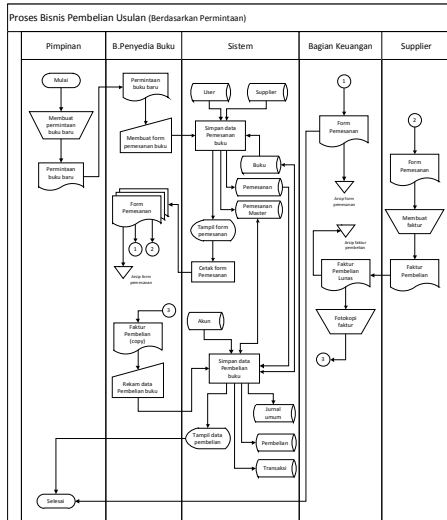 Proses Bisnis Pembelian Usulan (Berdasarkan Permintaan)
Pimpinan
B.Penyedia Buku
Sistem
Bagian Keuangan
Supplier
Mulai
Membuat
permintaan
buku baru
Permintaan
buku baru
Selesai
Permintaan
buku baru
Membuat form
pemesanan buku
Form
Pemesanan
1
2
Arsip form
pemesanan
3
Faktur
Pembelian
(copy)
Rekam data
Pembelian buku
User
Supplier
Simpan data
Pemesanan
buku
Buku
Pemesanan
Pemesanan
Master
Tampil form
pemesanan
Cetak form
Pemesanan
Akun
Simpan data
Pembelian
buku
Jurnal
umum
Tampil data
pembelian
Pembelian
Transaksi
1
Form
Pemesanan
Arsip form
pemesanan
Arsip faktur
pembelian
Faktur
Pembelian
Lunas
Fotokopi
faktur
3
2
Form
Pemesanan
Membuat
faktur
Faktur
Pembelian